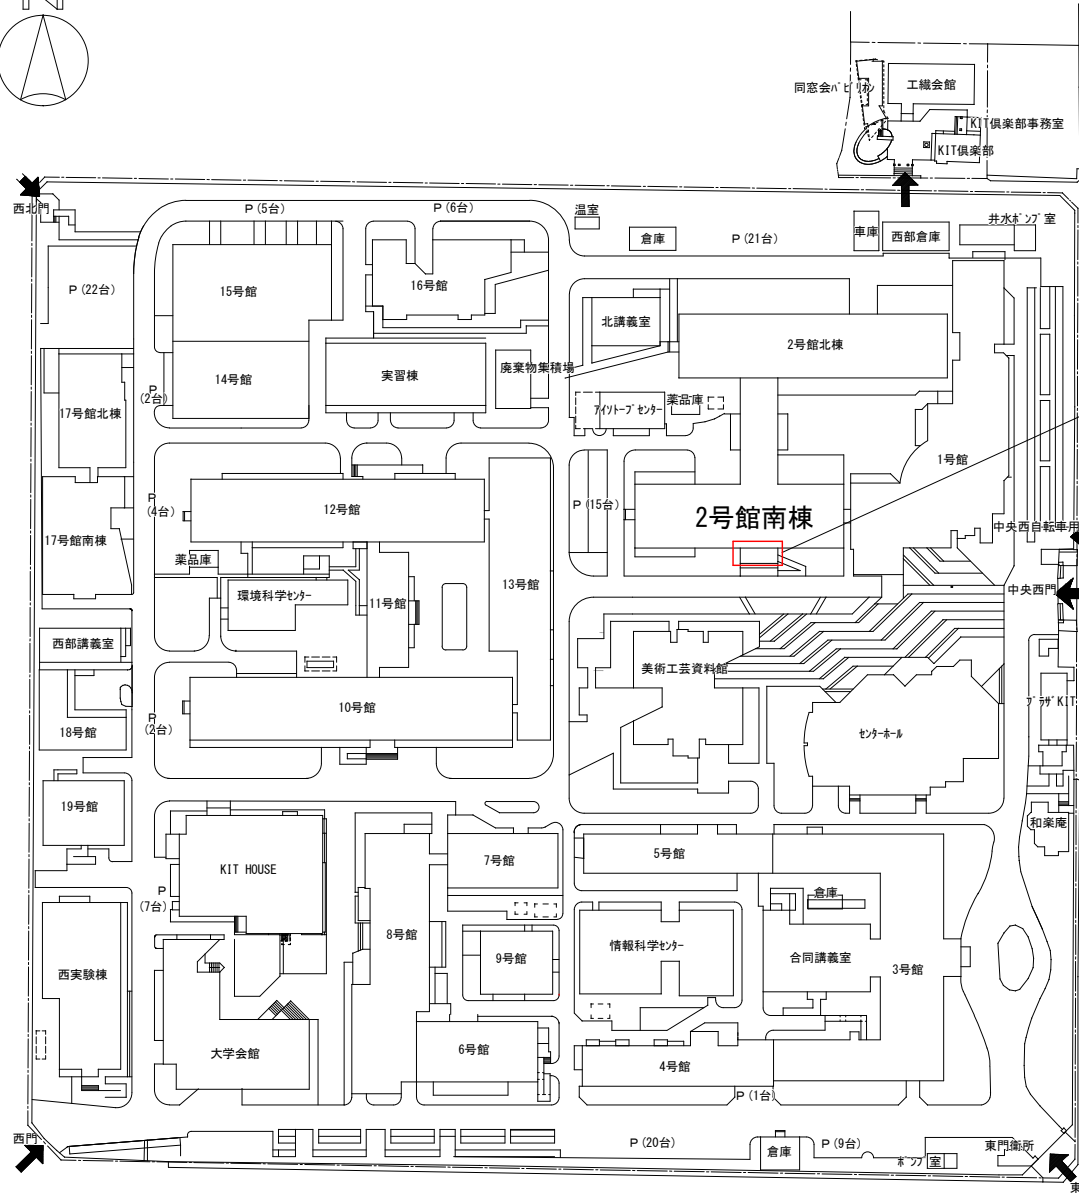 N
同窓会パビリオン
工繊会館
KIT倶楽部事務室
KIT倶楽部
西北門
P (5台)
P (6台)
温室
倉庫
P (21台)
車庫
西部倉庫
井水ポンプ室
P (22台)
15号館
16号館
北講義室
2号館北棟
14号館
実習棟
廃棄物集積場
P
(2台)
17号館北棟
アイソトープセンター
薬品庫
1号館
P
(4台)
12号館
P (15台)
2号館南棟
17号館南棟
中央西自転車用
薬品庫
13号館
環境科学センター
11号館
中央西門
西部講義室
美術工芸資料館
10号館
P
(2台)
18号館
センターホール
プラザKIT
19号館
和楽庵
KIT HOUSE
7号館
5号館
P
(7台)
倉庫
8号館
9号館
情報科学センター
合同講義室
3号館
西実験棟
大学会館
6号館
4号館
P (1台)
西門
P (20台)
倉庫
P (9台)
ポンプ室
東門衛所
東